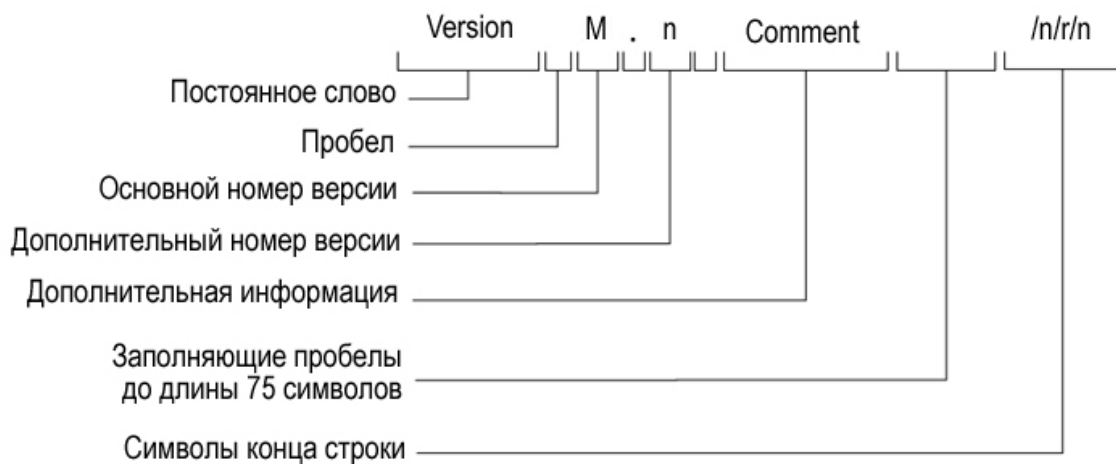 Version M . n Comment /n/r/n
Постоянное слово
Пробел
Основной номер версии
Дополнительный номер версии
Дополнительная информация
Заполняющие пробелы
до длины 75 символов
Символы конца строки